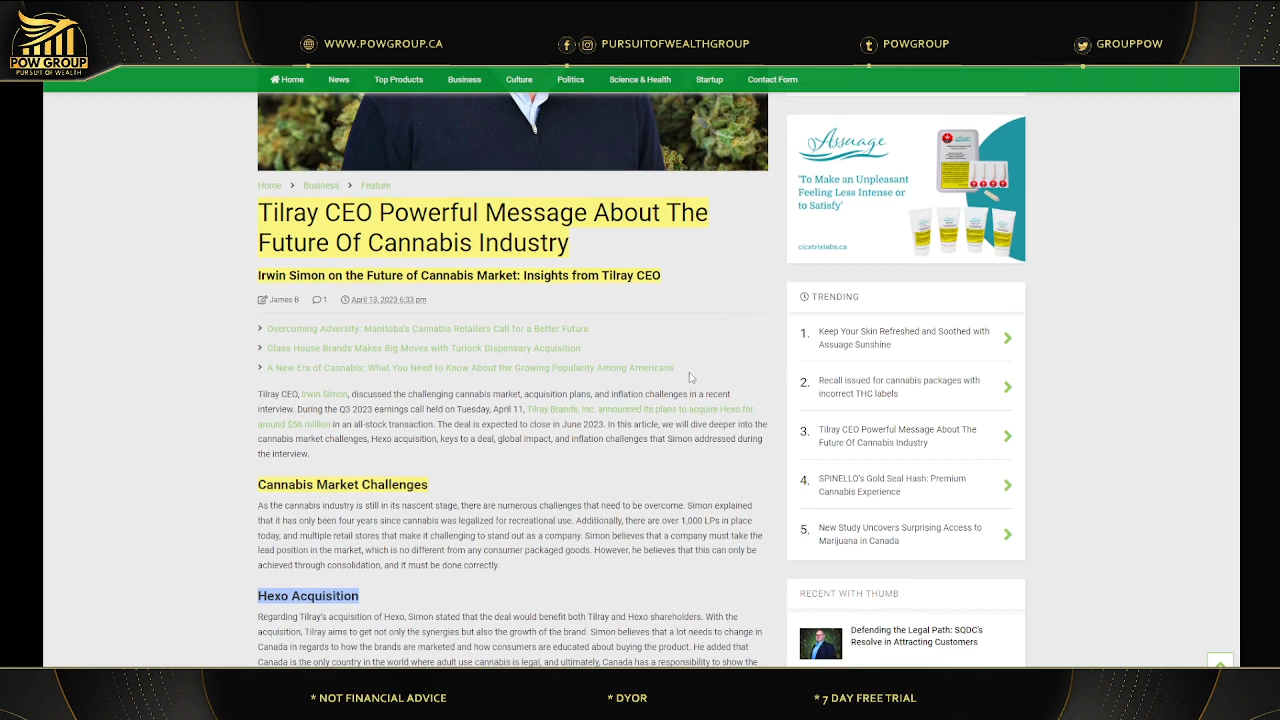 POW GROUP
PURSUIT OF WEALTH
WWW.POWGROUP.CA
PURSUITOFWEALTHGROUP
POWGROUP
GROUPPOW
Home News Top Products Business Culture Politics Science & Health Startup Contact Form
Home > Business > Feature
Tilray CEO Powerful Message About The
Future Of Cannabis Industry
Irwin Simon on the Future of Cannabis Market: Insights from Tilray CEO
James B 1 April 13, 2023 6:33 pm
Overcoming Adversity: Manitoba's Cannabis Retailers Call for a Better Future
Glass House Brands Makes Big Moves with Turlock Dispensary Acquisition
A New Era of Cannabis: What You Need to Know About the Growing Popularity Among Americans
Tilray CEO, Irwin Simon, discussed the challenging cannabis market, acquisition plans, and inflation challenges in a recent
interview. During the Q3 2023 earnings call held on Tuesday, April 11, Tilray Brands, Inc. announced its plans to acquire Hexo for
around $56 million in an all-stock transaction. The deal is expected to close in June 2023. In this article, we will dive deeper into the
cannabis market challenges, Hexo acquisition, keys to a deal, global impact, and inflation challenges that Simon addressed during
the interview.
Cannabis Market Challenges
As the cannabis industry is still in its nascent stage, there are numerous challenges that need to be overcome. Simon explained
that it has only been four years since cannabis was legalized for recreational use. Additionally, there are over 1,000 LPs in place
today, and multiple retail stores that make it challenging to stand out as a company. Simon believes that a company must take the
lead position in the market, which is no different from any consumer packaged goods. However, he believes that this can only be
achieved through consolidation, and it must be done correctly.
Hexo Acquisition
Regarding Tilray's acquisition of Hexo, Simon stated that the deal would benefit both Tilray and Hexo shareholders. With the
acquisition, Tilray aims to get not only the synergies but also the growth of the brand. Simon believes that a lot needs to change in
Canada in regards to how the brands are marketed and how consumers are educated about buying the product. He added that
Canada is the only country in the world where adult use cannabis is legal, and ultimately, Canada has a responsibility to show the
Assuage
'To Make an Unpleasant
Feeling Less Intense or
to Satisfy'
cicatrixlabs.ca
TRENDING
1. Keep Your Skin Refreshed and Soothed with
Assuage Sunshine
2. Recall issued for cannabis packages with
incorrect THC labels
3. Tilray CEO Powerful Message About The
Future Of Cannabis Industry
4. SPINELLO's Gold Seal Hash: Premium
Cannabis Experience
5. New Study Uncovers Surprising Access to
Marijuana in Canada
RECENT WITH THUMB
Defending the Legal Path: SQDC's
Resolve in Attracting Customers
* NOT FINANCIAL ADVICE
* DYOR
* 7 DAY FREE TRIAL